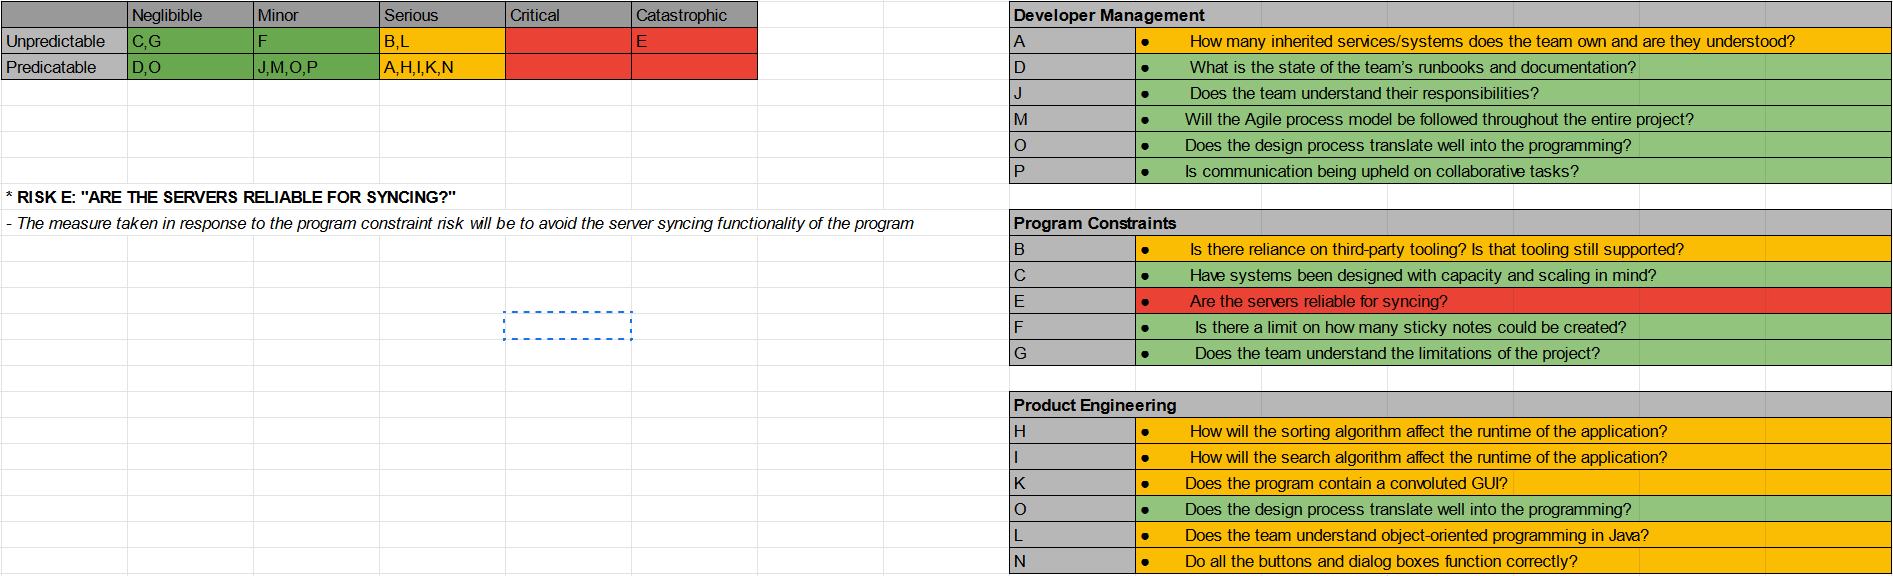 Neglibible Minor Serious Critical Catastrophic
Unpredictable C,G F B,L E
Predicatable D,O J,M,O,P A,H,I,K,N
* RISK E: "ARE THE SERVERS RELIABLE FOR SYNCING?"
- The measure taken in response to the program constraint risk will be to avoid the server syncing functionality of the program
Developer Management
A ● How many inherited services/systems does the team own and are they understood?
D ● What is the state of the team’s runbooks and documentation?
J ● Does the team understand their responsibilities?
M ● Will the Agile process model be followed throughout the entire project?
O ● Does the design process translate well into the programming?
P ● Is communication being upheld on collaborative tasks?
Program Constraints
B ● Is there reliance on third-party tooling? Is that tooling still supported?
C ● Have systems been designed with capacity and scaling in mind?
E ● Are the servers reliable for syncing?
F ● Is there a limit on how many sticky notes could be created?
G ● Does the team understand the limitations of the project?
Product Engineering
H ● How will the sorting algorithm affect the runtime of the application?
I ● How will the search algorithm affect the runtime of the application?
K ● Does the program contain a convoluted GUI?
O ● Does the design process translate well into the programming?
L ● Does the team understand object-oriented programming in Java?
N ● Do all the buttons and dialog boxes function correctly?